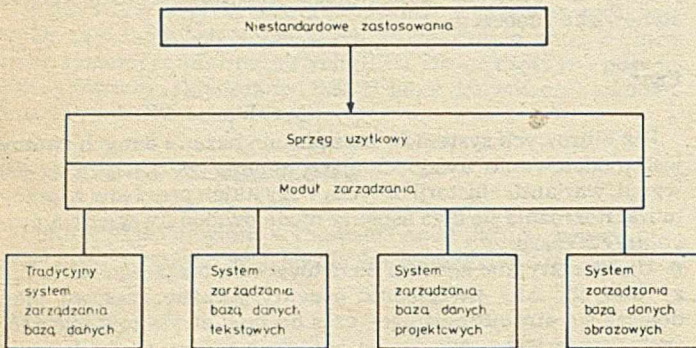 Niestandardowe zastosowania
Sprzęg użytkowy
Moduł zarządzania
Tradycyjny
system
zarządzania
bazą danych
System
zarządzania
bazą danych
tekstowych
System
zarządzania
bazą danych
projektowych
System
zarządzania
bazą danych
obrazowych